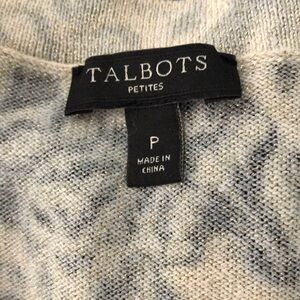 TALBOTS
PETITES
P
MADE IN
CHINA